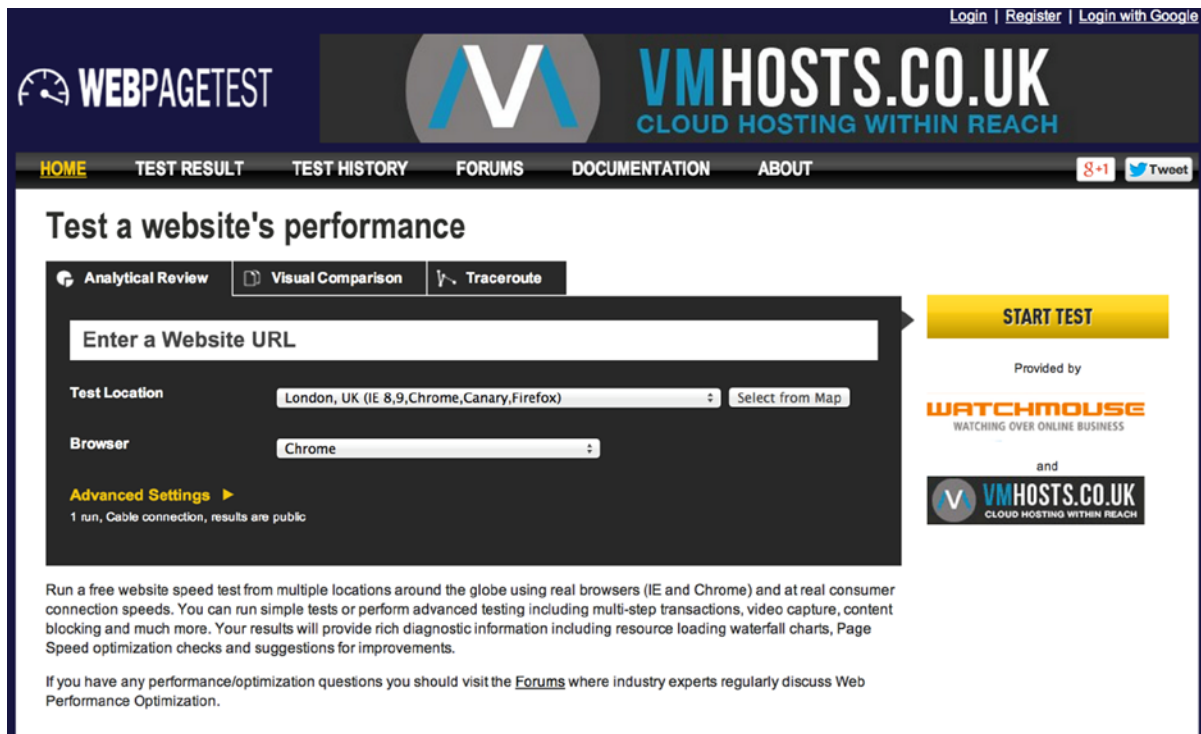 Login | Register | Login with Google
WEBPAGETEST
VMHOSTS.CO.UK
CLOUD HOSTING WITHIN REACH
HOME TEST RESULT TEST HISTORY FORUMS DOCUMENTATION ABOUT
g+1 Tweet
Test a website's performance
Analytical Review Visual Comparison Traceroute
Enter a Website URL
START TEST
Test Location London, UK (IE 8,9,Chrome,Canary,Firefox) Select from Map
Browser Chrome
Advanced Settings
1 run, Cable connection, results are public
Provided by
WATCHMOUSE
WATCHING OVER ONLINE BUSINESS
and
VMHOSTS.CO.UK
CLOUD HOSTING WITHIN REACH
Run a free website speed test from multiple locations around the globe using real browsers (IE and Chrome) and at real consumer
connection speeds. You can run simple tests or perform advanced testing including multi-step transactions, video capture, content
blocking and much more. Your results will provide rich diagnostic information including resource loading waterfall charts, Page
Speed optimization checks and suggestions for improvements.
If you have any performance/optimization questions you should visit the Forums where industry experts regularly discuss Web
Performance Optimization.